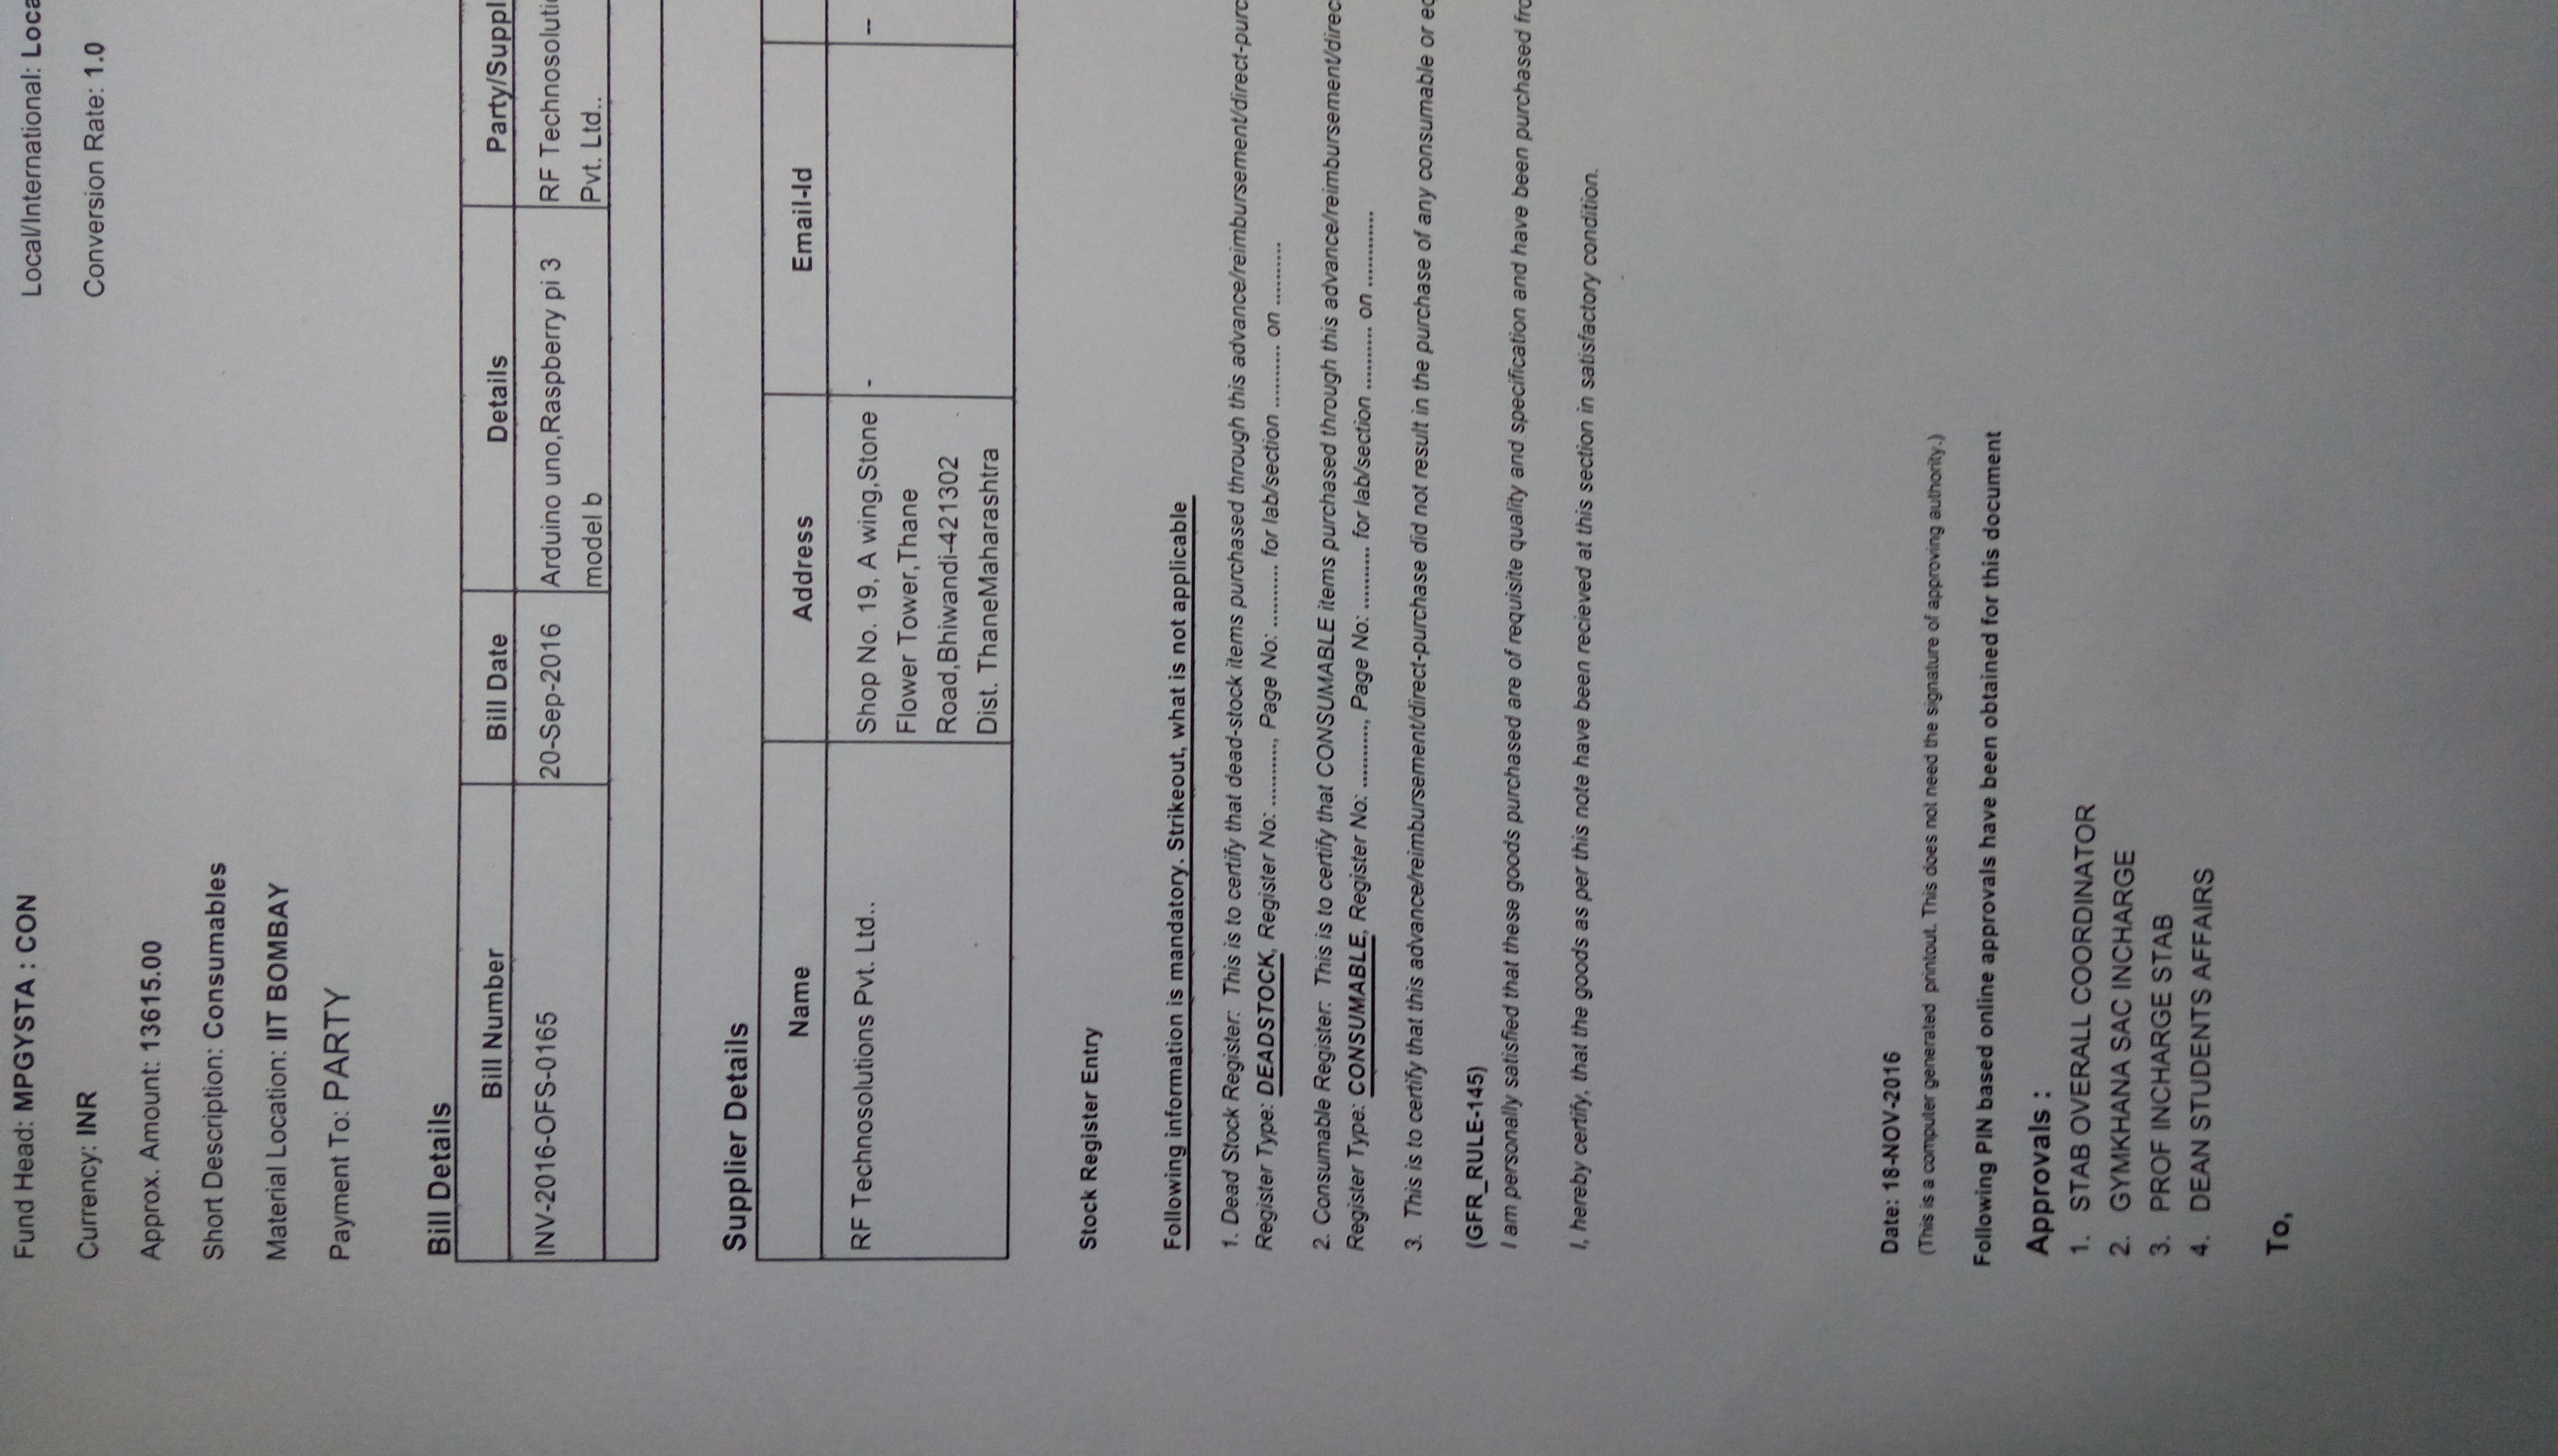 Fund Head: MPGYSTA : CON
Local/International: Loca
Currency: INR
Conversion Rate: 1.0
Approx. Amount: 13615.00
Short Description: Consumables
Material Location: IIT BOMBAY
Payment To: PARTY
Bill Details
Bill Number Bill Date Details Party/Suppl
INV-2016-OFS-0165 20-Sep-2016 Arduino uno,Raspberry pi 3 RF Technosoluti
model b Pvt. Ltd..
Supplier Details
Name Address Email-Id
RF Technosolutions Pvt. Ltd.. Shop No. 19, A wing,Stone - --
Flower Tower,Thane
Road,Bhiwandi-421302
Dist. ThaneMaharashtra
Stock Register Entry
Following information is mandatory. Strikeout, what is not applicable
1. Dead Stock Register: This is to certify that dead-stock items purchased through this advance/reimbursement/direct-purc
Register Type: DEADSTOCK, Register No: .........., Page No: .......... for lab/section .......... on ..........
2. Consumable Register: This is to certify that CONSUMABLE items purchased through this advance/reimbursement/direc
Register Type: CONSUMABLE, Register No: .........., Page No: .......... for lab/section .......... on ............
3. This is to certify that this advance/reimbursement/direct-purchase did not result in the purchase of any consumable or eq
(GFR_RULE-145)
I am personally satisfied that these goods purchased are of requisite quality and specification and have been purchased fro
I, hereby certify, that the goods as per this note have been recieved at this section in satisfactory condition.
Date: 18-NOV-2016
(This is a computer generated printout. This does not need the signature of approving authority.)
Following PIN based online approvals have been obtained for this document
Approvals :
1. STAB OVERALL COORDINATOR
2. GYMKHANA SAC INCHARGE
3. PROF INCHARGE STAB
4. DEAN STUDENTS AFFAIRS
To,